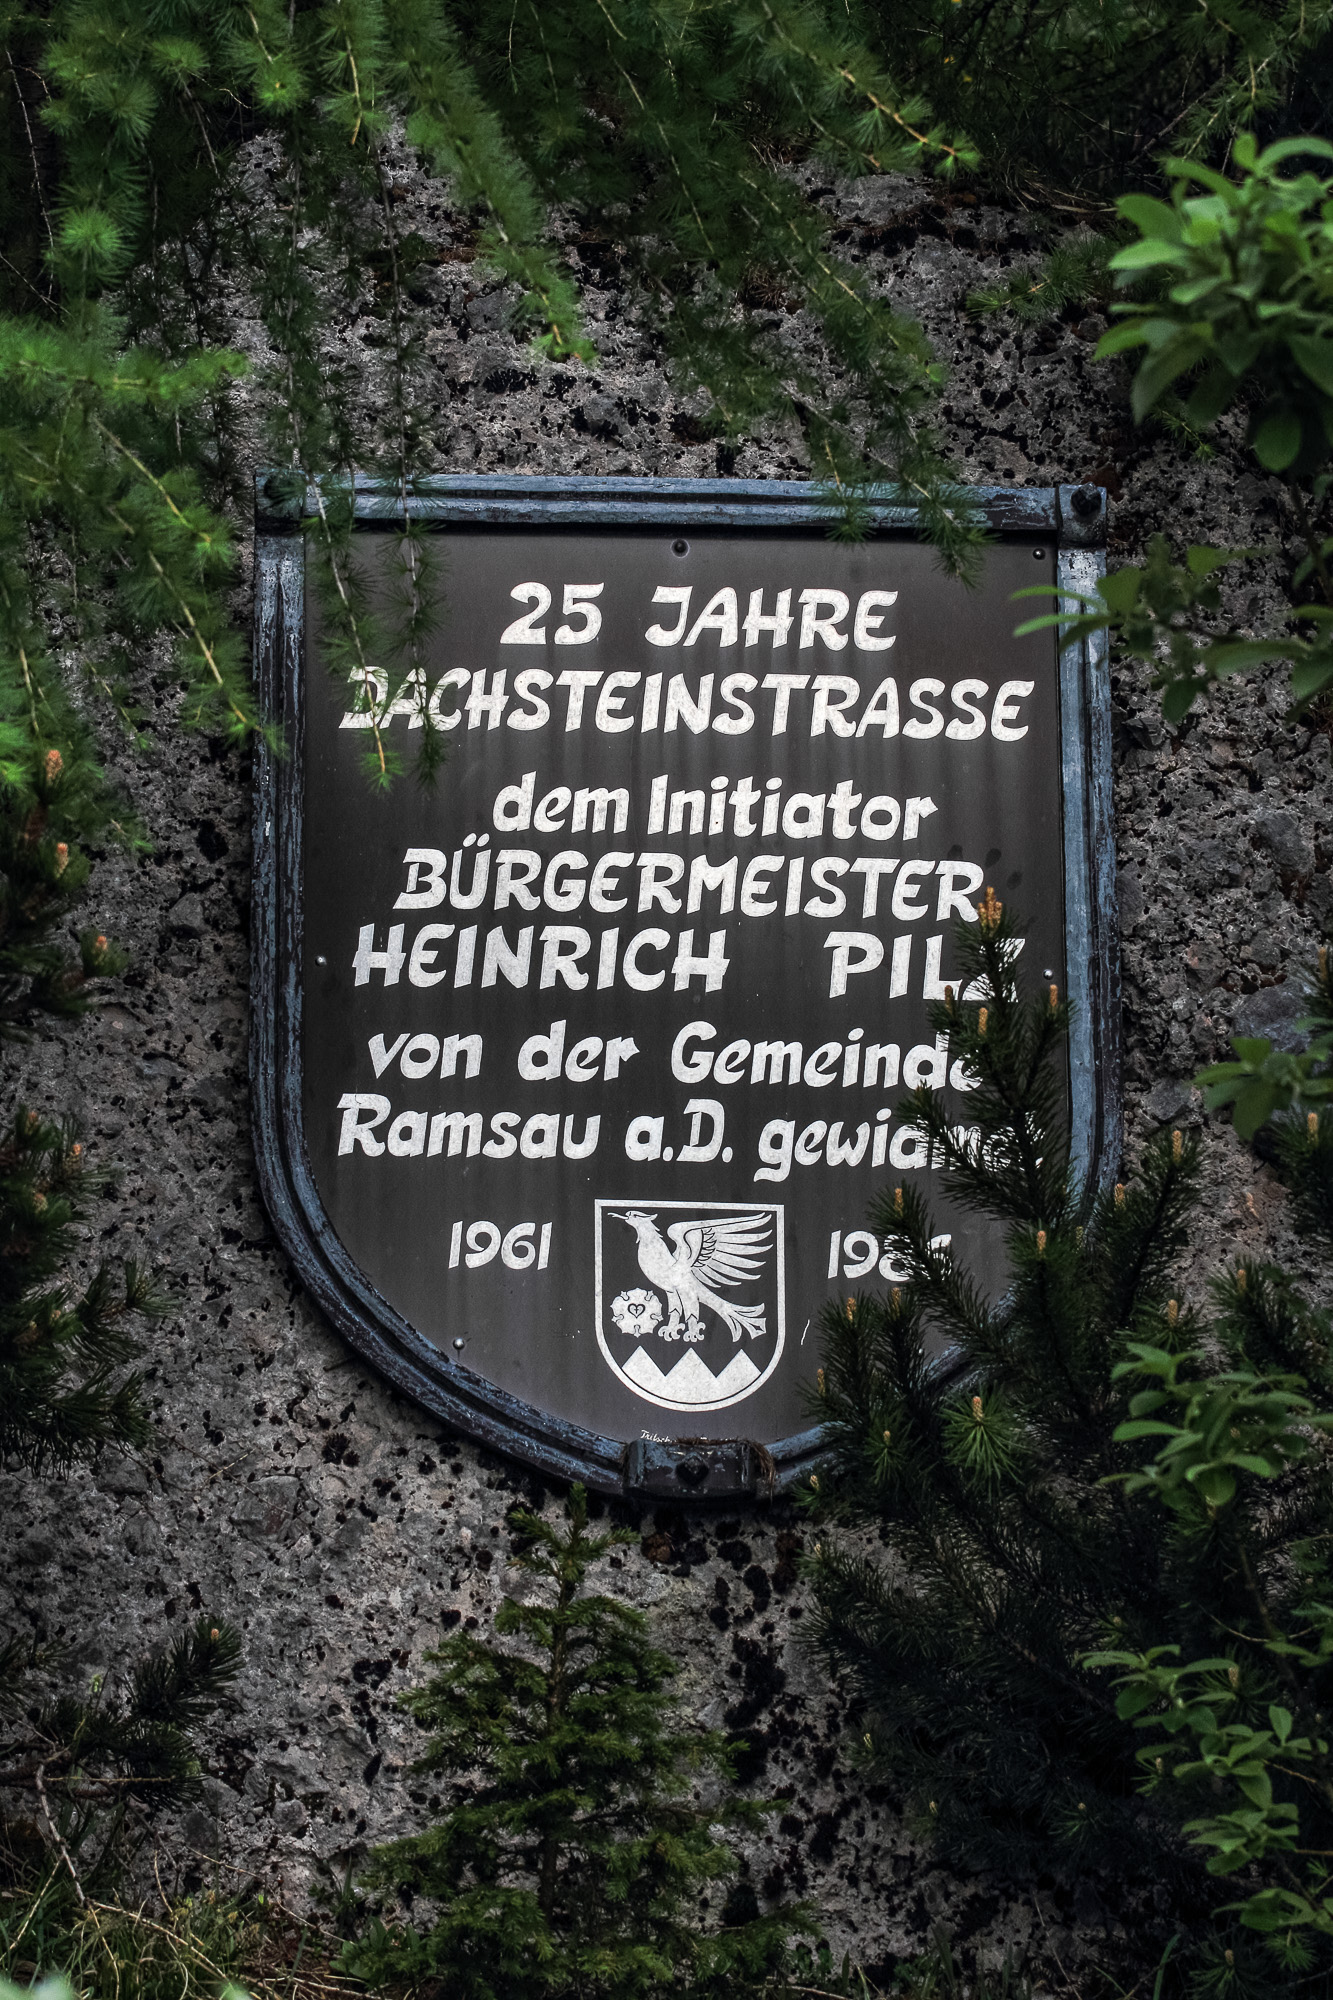 25 JAHRE
DACHSTEINSTRASSE
dem Initiator
BÜRGERMEISTER
HEINRICH PILZ
von der Gemeinde
Ramsau a.D.
1961